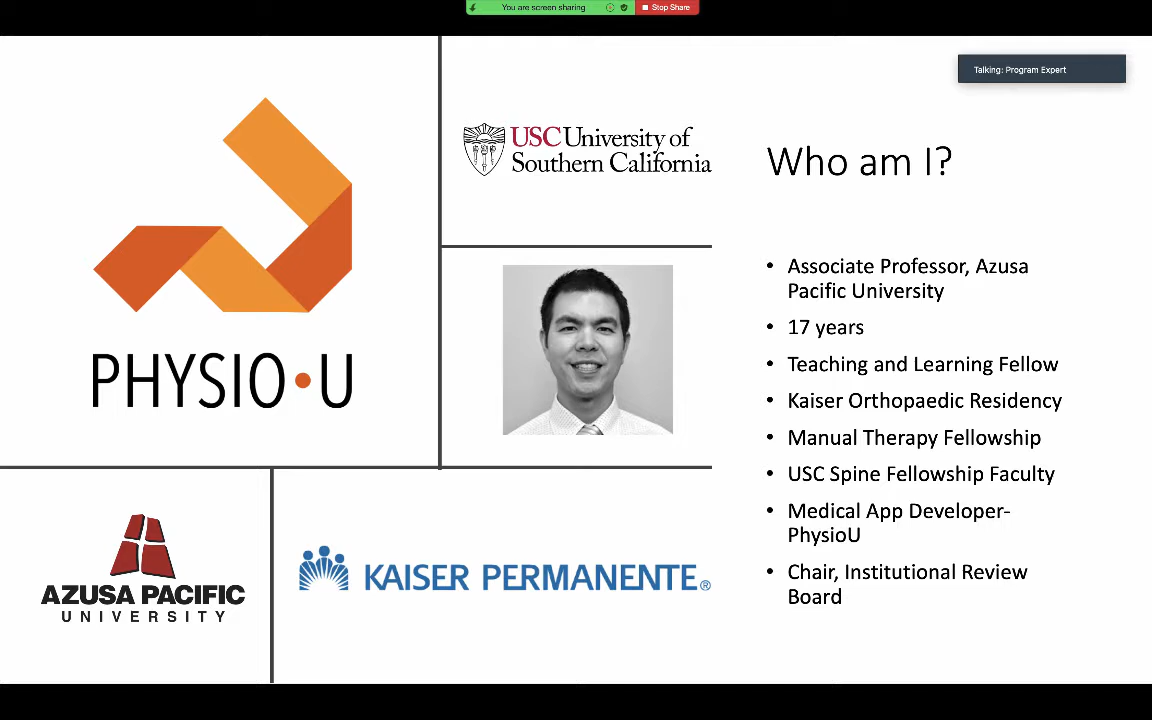 You are screen sharing
Stop Share
Talking: Program Expert
USC University of
Southern California
Who am I?
PHYSIO•U
• Associate Professor, Azusa
Pacific University
• 17 years
• Teaching and Learning Fellow
• Kaiser Orthopaedic Residency
• Manual Therapy Fellowship
• USC Spine Fellowship Faculty
• Medical App Developer-
PhysioU
• Chair, Institutional Review
Board
AZUSA PACIFIC
UNIVERSITY
KAISER PERMANENTE®